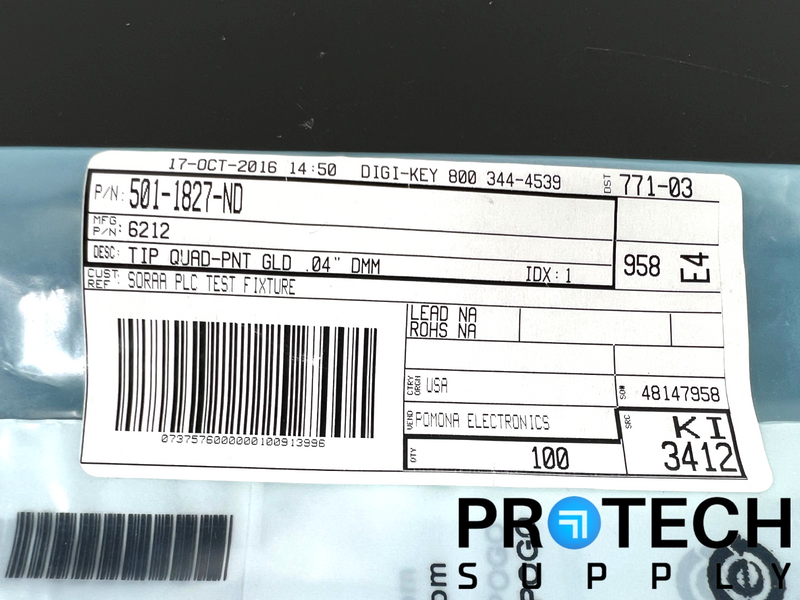 17-OCT-2016 14:50 DIGI-KEY 800 344-4539
DST 771-03
P/N: 501-1827-ND
MFG P/N: 6212
DESC: TIP QUAD-PNT GLD .04" DMM IDX: 1
958 E4
CUST REF: SORAA PLC TEST FIXTURE
LEAD NA
ROHS NA
CTRY ORGN USA
SO# 48147958
VEND POMONA ELECTRONICS
SRC KI
3412
QTY 100
0737576000000100913996
PROTECH
SUPPLY